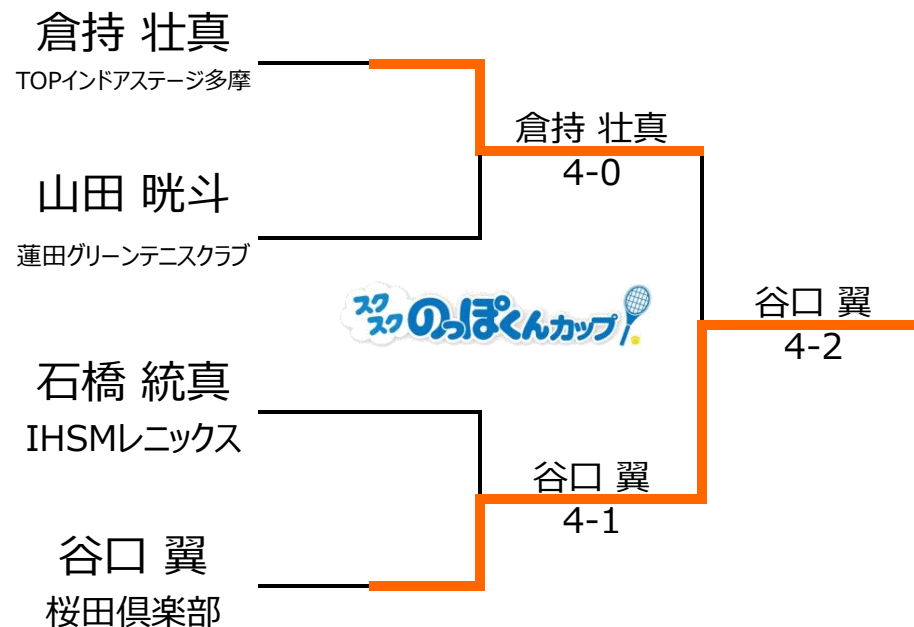 倉持 壮真
TOPインドアステージ多摩
倉持 壮真
4-0
山田 晄斗
蓮田グリーンテニスクラブ
スクスク のっぽくんカップ
谷口 翼
4-2
石橋 統真
IHSMレニックス
谷口 翼
4-1
谷口 翼
桜田倶楽部